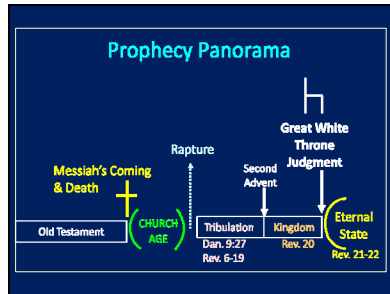 Prophecy Panorama
Great White
Throne
Judgment
Rapture
Messiah's Coming
& Death
Second
Advent
CHURCH
AGE
Eternal
State
Old Testament
Tribulation
Kingdom
Dan. 9:27
Rev. 6-19
Rev. 20
Rev. 21-22